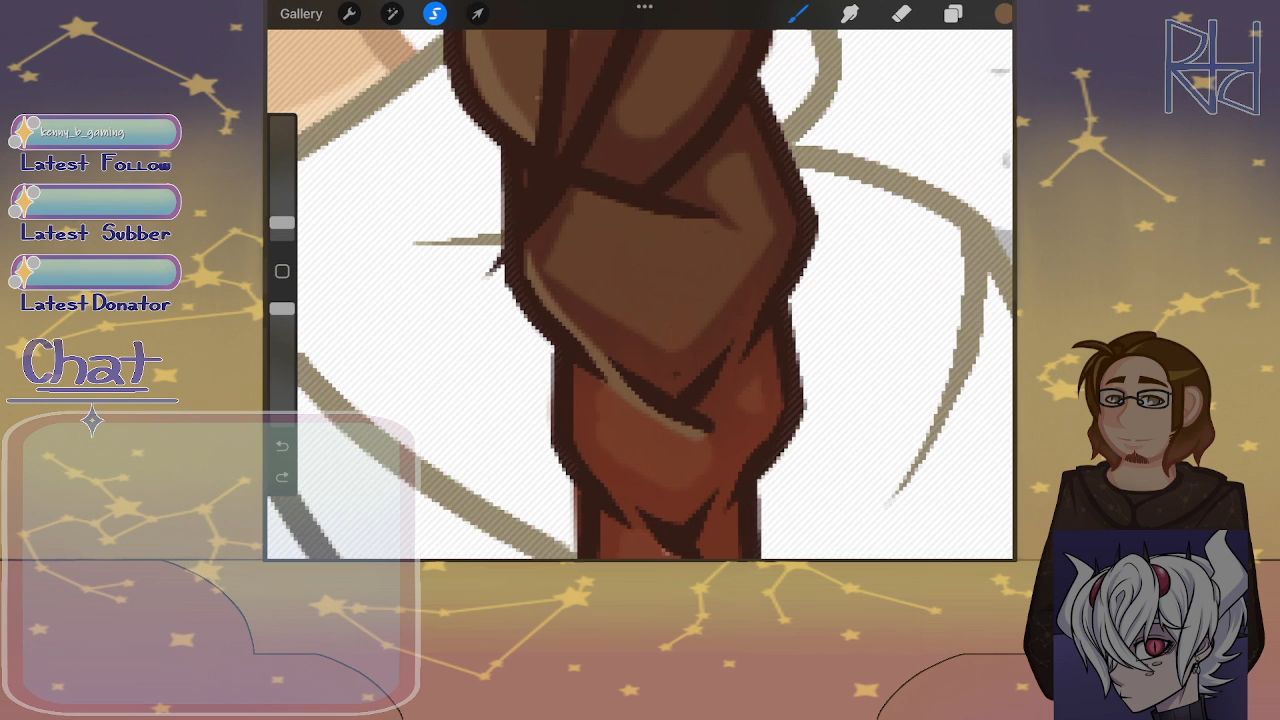 Gallery
kenny_b_gaming
Latest Follow
Latest Subber
Latest Donator
Chat